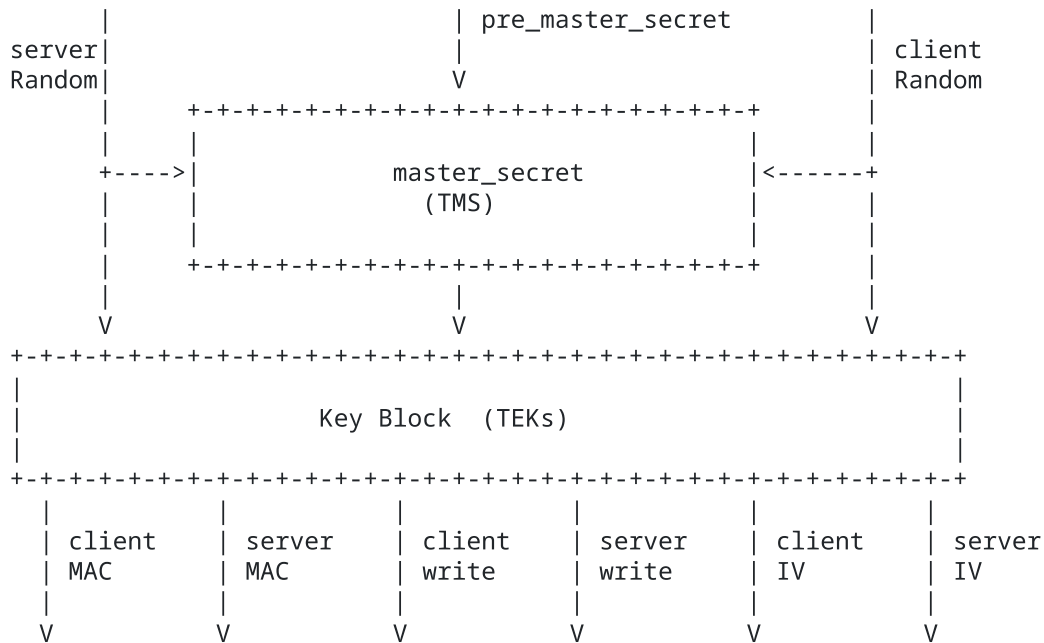 pre_master_secret
server client
Random Random
master_secret
(TMS)
V
V V V
Key Block (TEKs)
client server client server client server
MAC MAC write write IV IV
V V V V V V